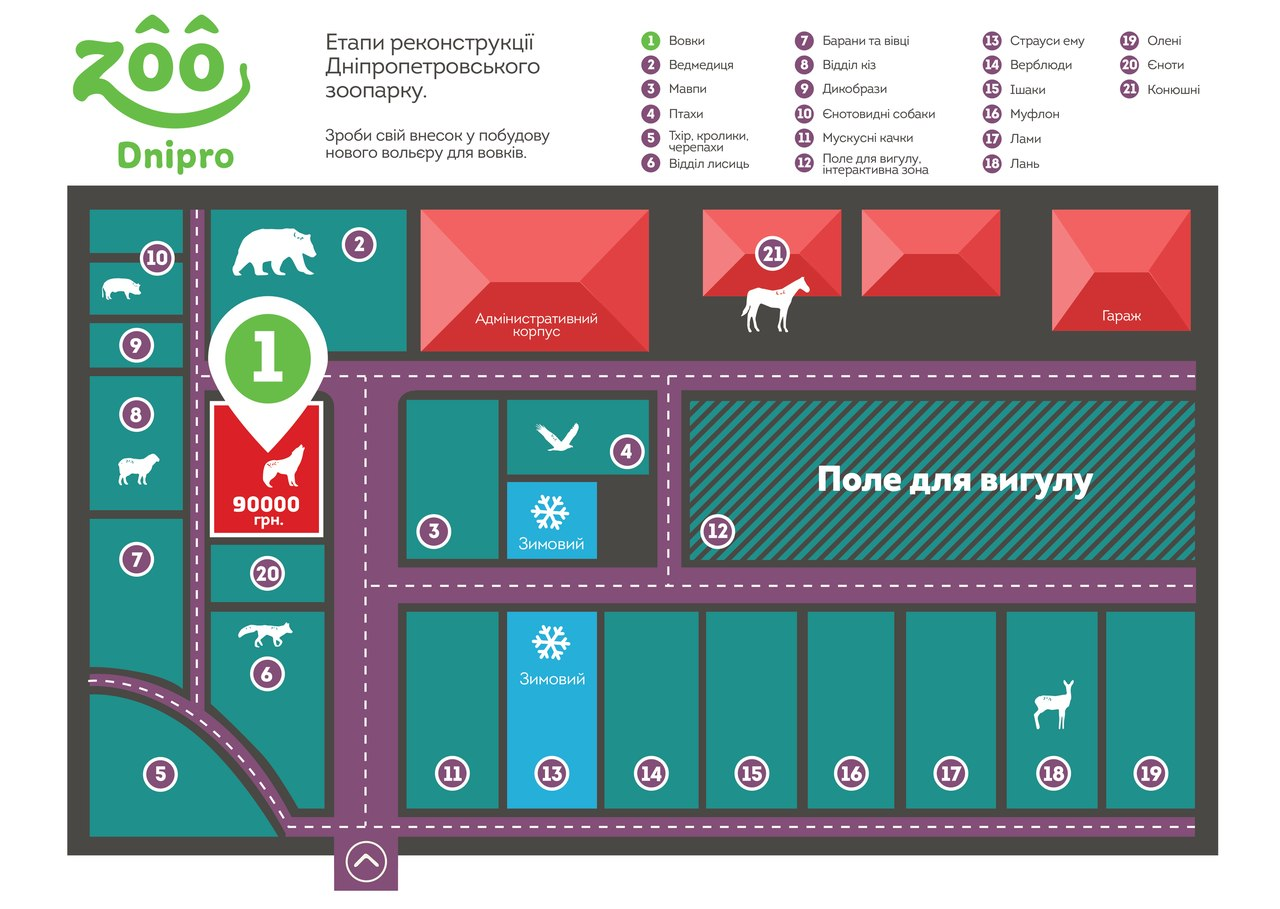 ZOO
Dnipro
Етапи реконструкції
Дніпропетровського
зоопарку.
Зроби свій внесок у побудову
нового вольєру для вовків.
1 Вовки
2 Ведмедиця
3 Мавпи
4 Птахи
5 Тхір, кролики,
черепахи
6 Відділ лисиць
7 Барани та вівці
8 Відділ кіз
9 Дикобрази
10 Єнотовидні собаки
11 Мускусні качки
12 Поле для вигулу,
інтерактивна зона
13 Страуси ему
14 Верблюди
15 Ішаки
16 Муфлон
17 Лами
18 Лань
19 Олені
20 Єноти
21 Конюшні
10
2
21
Адміністративний
корпус
Гараж
9
1
8
4
90000
грн.
Поле для вигулу
3
Зимовий
12
7
20
6
Зимовий
5
11
13
14
15
16
17
18
19